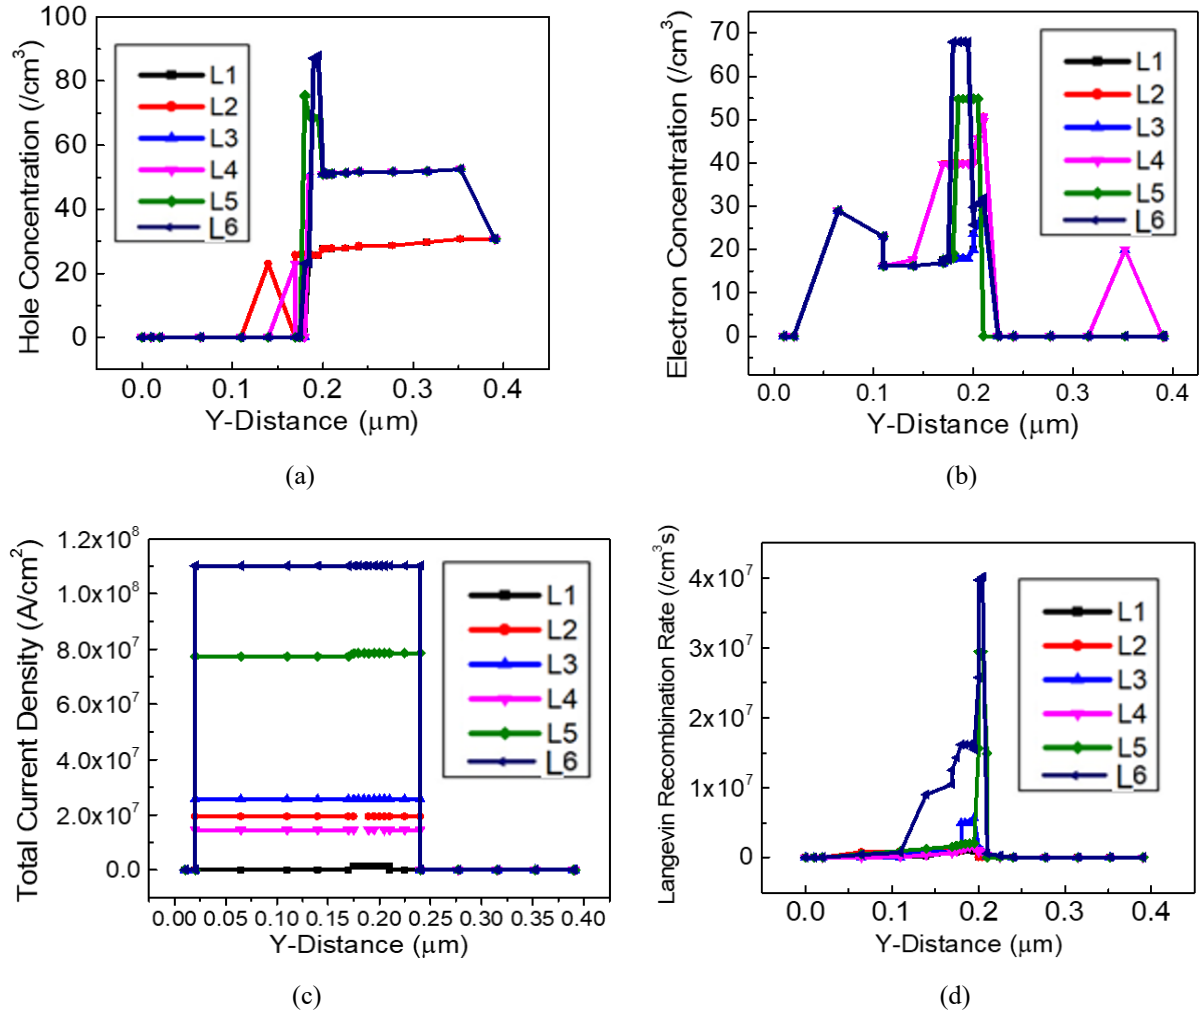 Hole Concentration (/cm³)
100
80
60
40
20
0
L1
L2
L3
L4
L5
L6
0.0 0.1 0.2 0.3 0.4
Y-Distance (μm)
(a)
Electron Concentration (/cm³)
70
60
50
40
30
20
10
0
L1
L2
L3
L4
L5
L6
0.0 0.1 0.2 0.3 0.4
Y-Distance (μm)
(b)
Total Current Density (A/cm²)
1.2x10⁸
1.0x10⁸
8.0x10⁷
6.0x10⁷
4.0x10⁷
2.0x10⁷
0.0
L1
L2
L3
L4
L5
L6
0.00 0.05 0.10 0.15 0.20 0.25 0.30 0.35 0.40
Y-Distance (μm)
(c)
Langevin Recombination Rate (/cm³s)
4x10⁷
3x10⁷
2x10⁷
1x10⁷
0
L1
L2
L3
L4
L5
L6
0.0 0.1 0.2 0.3 0.4
Y-Distance (μm)
(d)